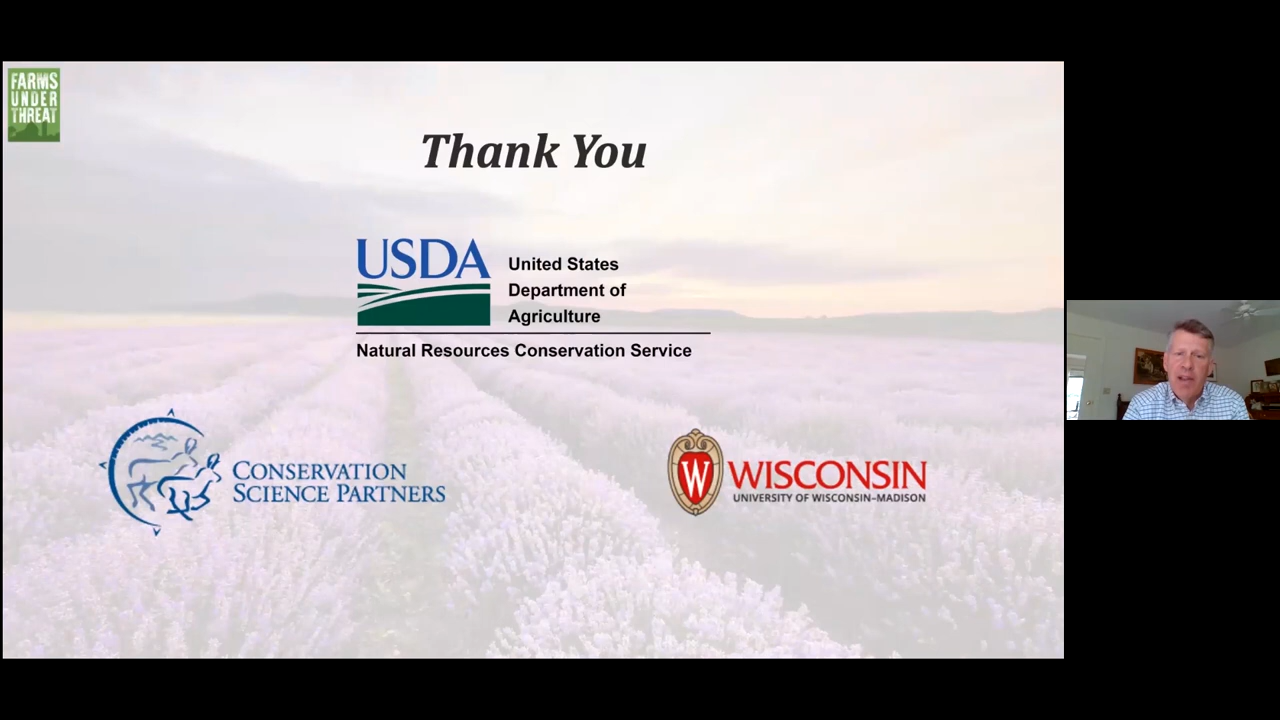 FARMS
UNDER
THREAT
Thank You
USDA
United States
Department of
Agriculture
Natural Resources Conservation Service
CONSERVATION
SCIENCE PARTNERS
W
WISCONSIN
UNIVERSITY OF WISCONSIN–MADISON